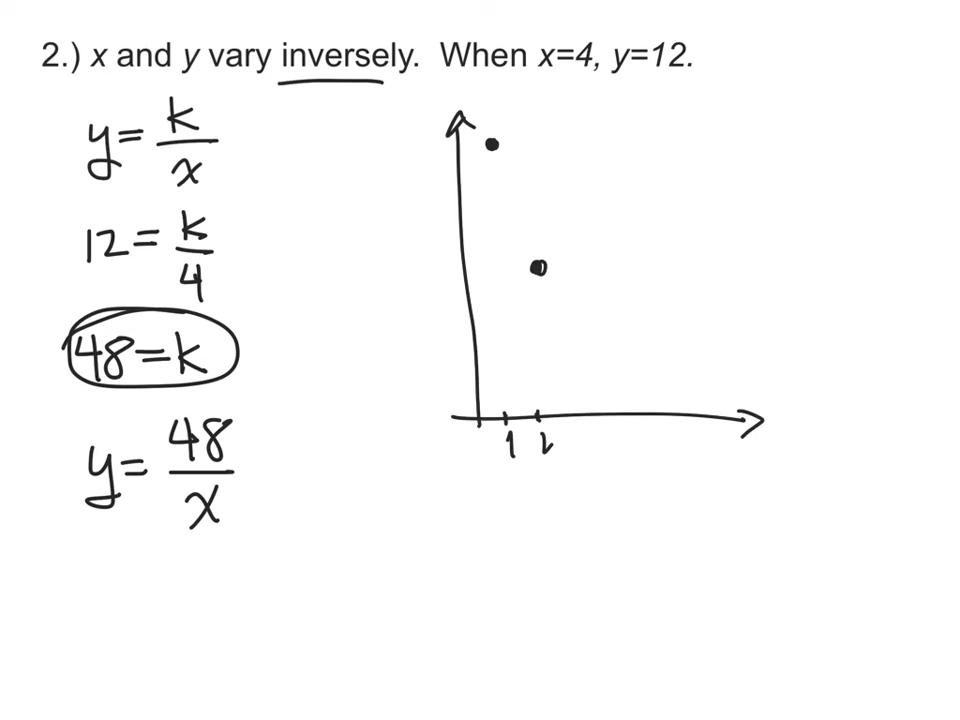 2.) x and y vary inversely. When x=4, y=12.
y = k/x
12 = k/4
48 = k
y = 48/x
1 2